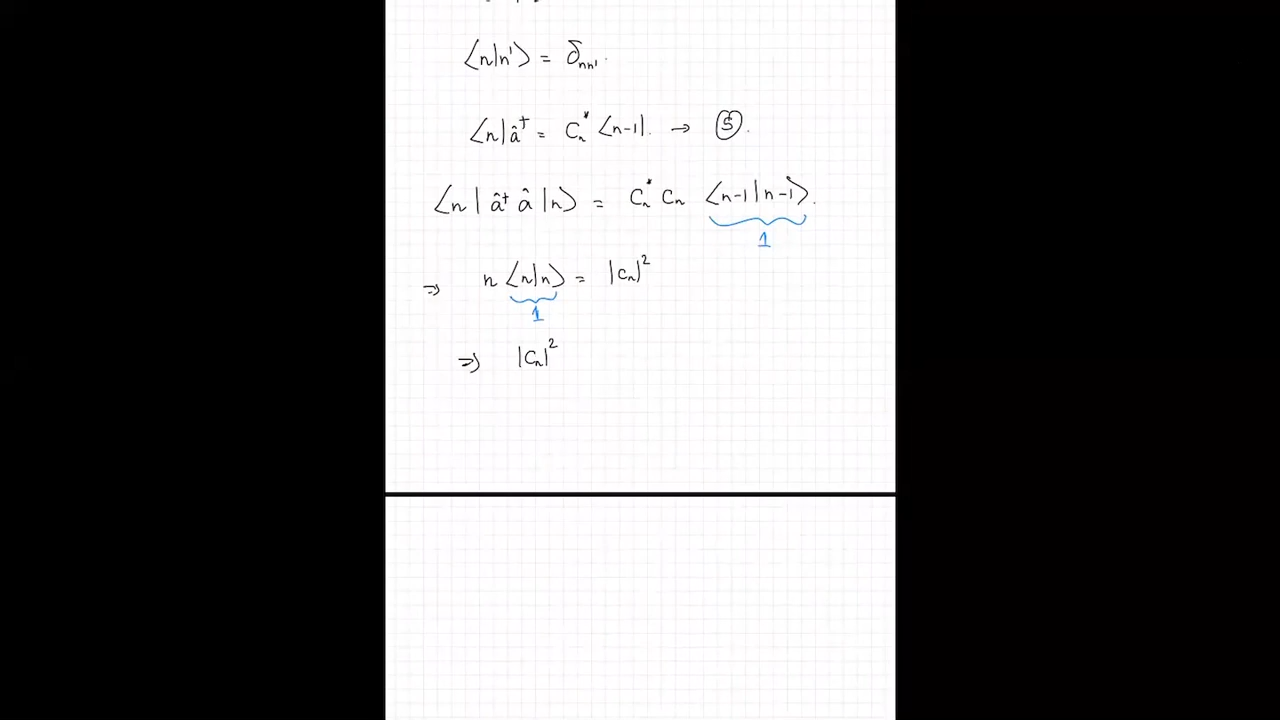 ⟨n|n'⟩ = δnn'.
⟨n|â† = Cn* ⟨n-1|. → ⑤.
⟨n| â† â |n⟩ = Cn* Cn ⟨n-1|n-1⟩.
1
⇒ n ⟨n|n⟩ = |cn|²
1
⇒ |cn|²